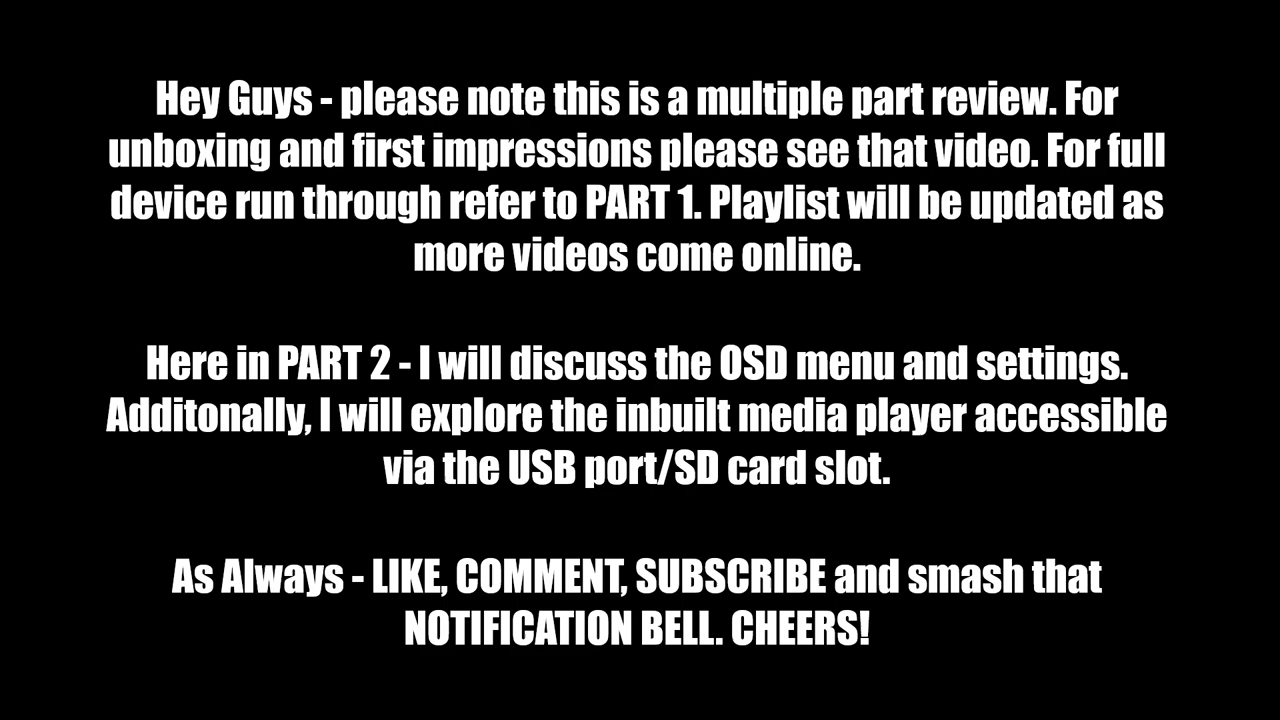 Hey Guys - please note this is a multiple part review. For
unboxing and first impressions please see that video. For full
device run through refer to PART 1. Playlist will be updated as
more videos come online.
Here in PART 2 - I will discuss the OSD menu and settings.
Additonally, I will explore the inbuilt media player accessible
via the USB port/SD card slot.
As Always - LIKE, COMMENT, SUBSCRIBE and smash that
NOTIFICATION BELL. CHEERS!